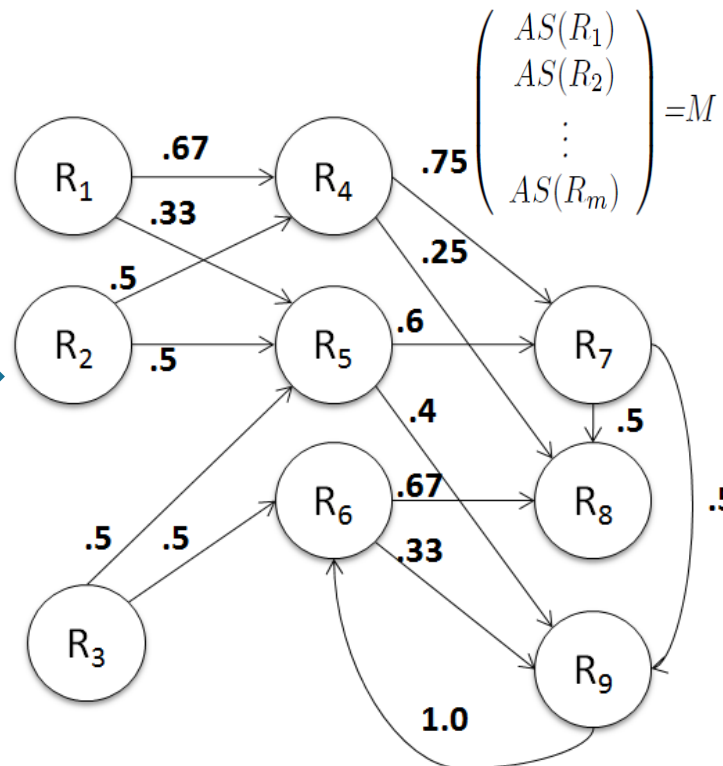 AS(R₁)
AS(R₂)
⋮
AS(Rₘ)
=M
R₁
.67
R₄
.75
.33
.25
.5
R₂
.5
R₅
.6
R₇
.4
.5
R₆
.67
R₈
.5
.5
.33
R₃
R₉
1.0